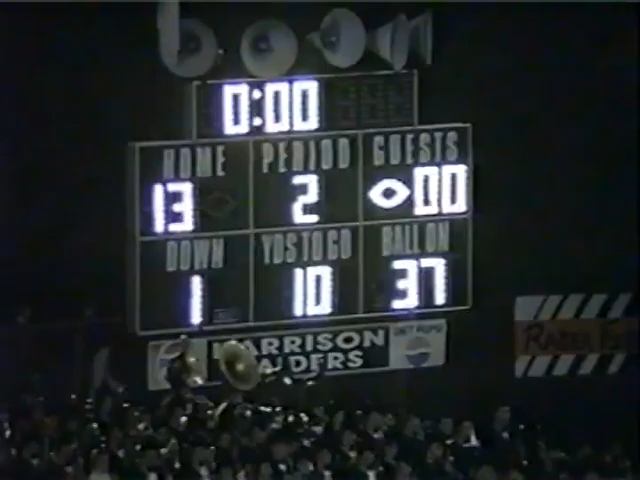 0:00
HOME PERIOD GUESTS
13 2 00
DOWN YDS TO GO BALL ON
1 10 37
HARRISON
RAIDERS